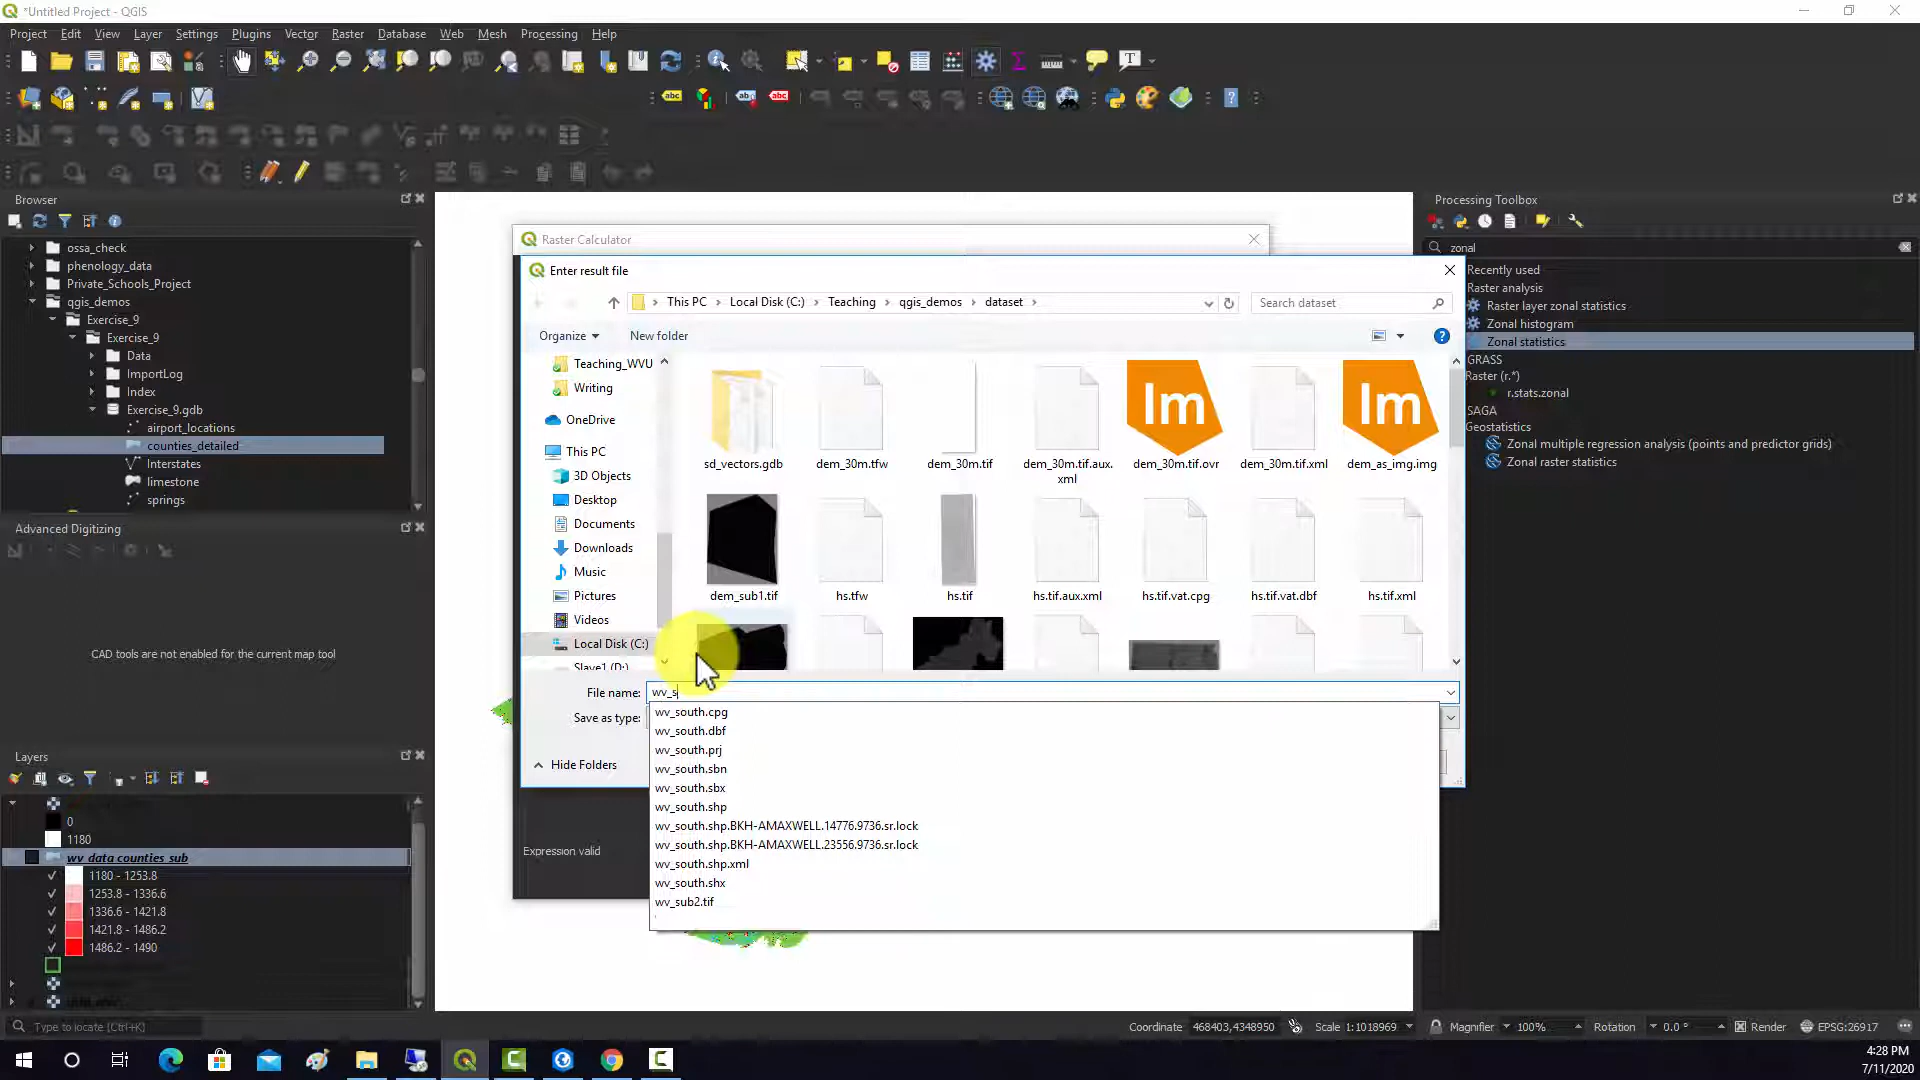 *Untitled Project - QGIS
Project Edit View Layer Settings Plugins Vector Raster Database Web Mesh Processing Help
Browser
ossa_check
phenology_data
Private_Schools_Project
qgis_demos
Exercise_9
Exercise_9
Data
ImportLog
Index
Exercise_9.gdb
airport_locations
counties_detailed
Interstates
limestone
springs
Advanced Digitizing
CAD tools are not enabled for the current map tool
Layers
0
1180
wv_data counties_sub
1180 - 1253.8
1253.8 - 1336.6
1336.6 - 1421.8
1421.8 - 1486.2
1486.2 - 1490
Type to locate (Ctrl+K)
Raster Calculator
Enter result file
This PC > Local Disk (C:) > Teaching > qgis_demos > dataset >
Search dataset
Organize
New folder
Teaching_WVU
Writing
OneDrive
This PC
3D Objects
Desktop
Documents
Downloads
Music
Pictures
Videos
Local Disk (C:)
Slave1 (D:)
sd_vectors.gdb
dem_30m.tfw
dem_30m.tif
dem_30m.tif.aux.xml
Im
dem_30m.tif.ovr
dem_30m.tif.xml
Im
dem_as_img.img
dem_sub1.tif
hs.tfw
hs.tif
hs.tif.aux.xml
hs.tif.vat.cpg
hs.tif.vat.dbf
hs.tif.xml
File name: wv_s
Save as type:
Hide Folders
wv_south.cpg
wv_south.dbf
wv_south.prj
wv_south.sbn
wv_south.sbx
wv_south.shp
wv_south.shp.BKH-AMAXWELL.14776.9736.sr.lock
wv_south.shp.BKH-AMAXWELL.23556.9736.sr.lock
wv_south.shp.xml
wv_south.shx
wv_sub2.tif
Expression valid
Processing Toolbox
zonal
Recently used
Raster analysis
Raster layer zonal statistics
Zonal histogram
Zonal statistics
GRASS
Raster (r.*)
r.stats.zonal
SAGA
Geostatistics
Zonal multiple regression analysis (points and predictor grids)
Zonal raster statistics
Coordinate 468403,4348950 Scale 1:1018969 Magnifier 100% Rotation 0.0 ° Render EPSG:26917
4:28 PM
7/11/2020